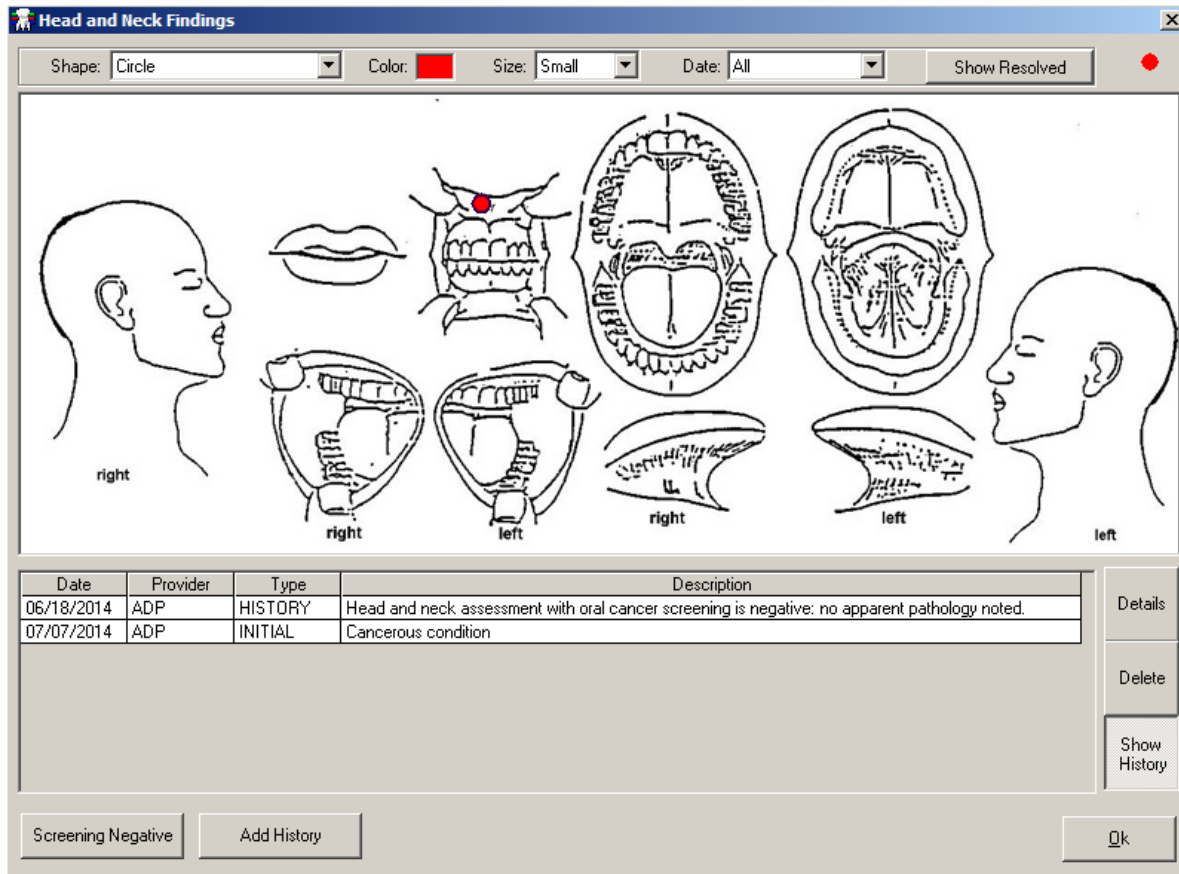 Head and Neck Findings
Shape: Circle Color: Size: Small Date: All Show Resolved
right
right
left
right
left
left
Date Provider Type Description
06/18/2014 ADP HISTORY Head and neck assessment with oral cancer screening is negative: no apparent pathology noted.
07/07/2014 ADP INITIAL Cancerous condition
Details
Delete
Show
History
Screening Negative Add History Ok